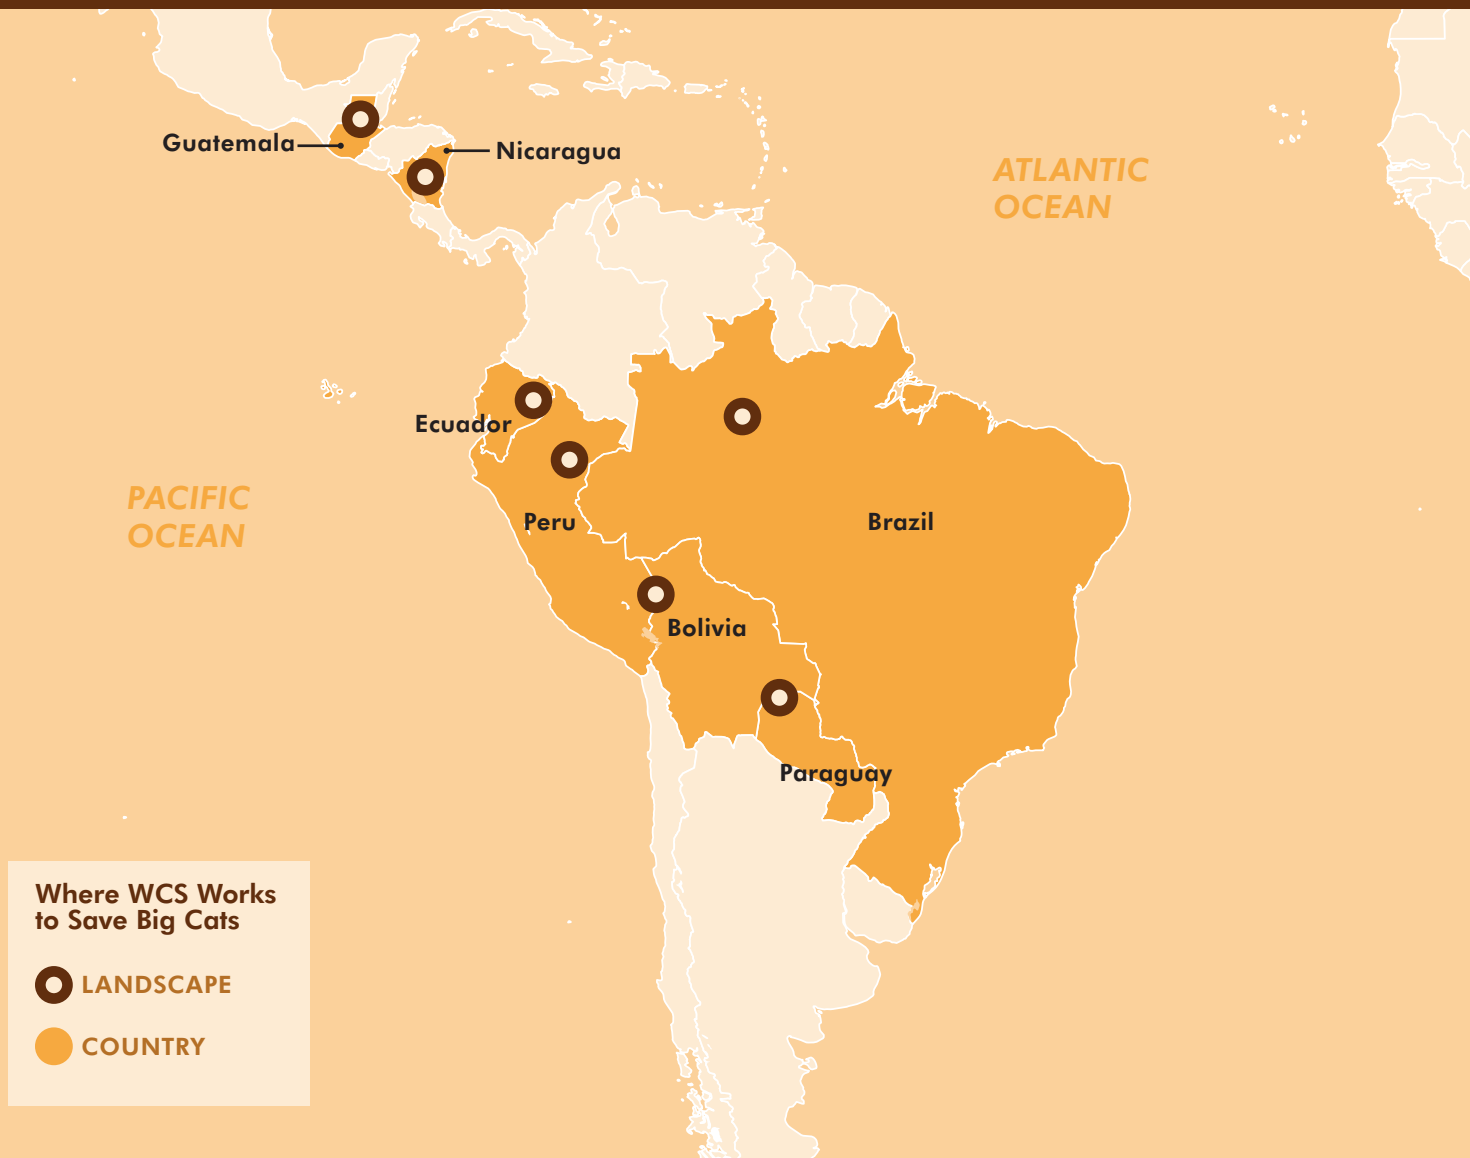 Guatemala
Nicaragua
ATLANTIC
OCEAN
Ecuador
PACIFIC
OCEAN
Peru
Brazil
Bolivia
Paraguay
Where WCS Works
to Save Big Cats
LANDSCAPE
COUNTRY